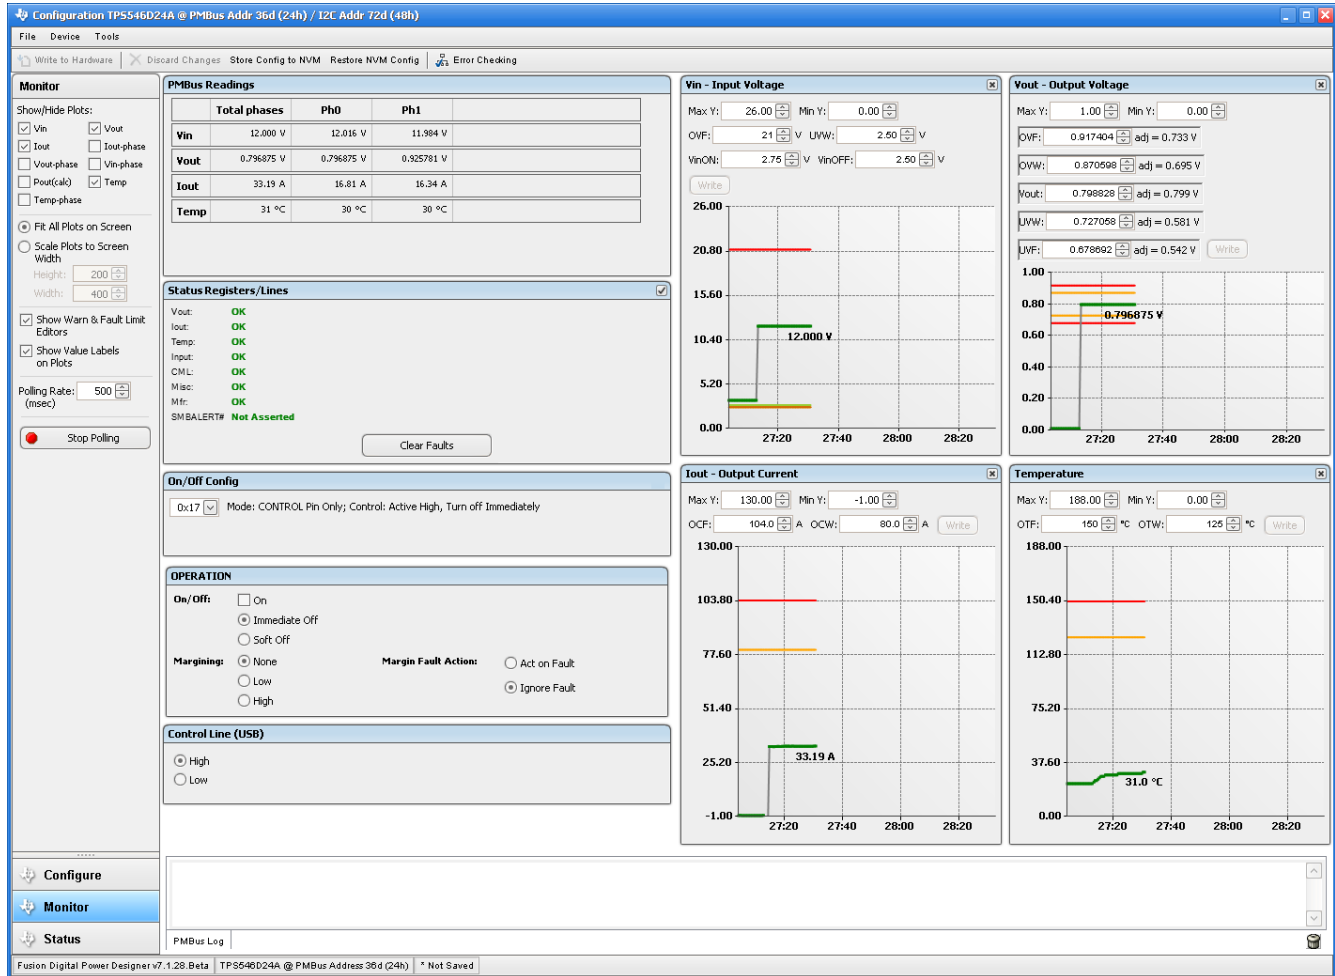 Configuration TPS546D24A @ PMBus Addr 36d (24h) / I2C Addr 72d (48h)
File Device Tools
Write to Hardware Discard Changes Store Config to NVM Restore NVM Config Error Checking
Monitor
Show/Hide Plots:
Vin Vout
Iout Iout-phase
Vout-phase Vin-phase
Pout(calc) Temp
Temp-phase
Fit All Plots on Screen
Scale Plots to Screen
Width
Height: 200
Width: 400
Show Warn & Fault Limit
Editors
Show Value Labels
on Plots
Polling Rate: 500
(msec)
Stop Polling
PMBus Readings
Total phases Ph0 Ph1
Vin 12.000 V 12.016 V 11.984 V
Vout 0.796875 V 0.796875 V 0.925781 V
Iout 33.19 A 16.81 A 16.34 A
Temp 31 °C 30 °C 30 °C
Status Registers/Lines
Vout: OK
Iout: OK
Temp: OK
Input: OK
CML: OK
Misc: OK
Mfr: OK
SMBALERT# Not Asserted
Clear Faults
On/Off Config
0x17 Mode: CONTROL Pin Only; Control: Active High, Turn off Immediately
OPERATION
On/Off: On
Immediate Off
Soft Off
Margining: None Margin Fault Action: Act on Fault
Low Ignore Fault
High
Control Line (USB)
High
Low
Vin - Input Voltage
Max Y: 26.00 Min Y: 0.00
OVF: 21 V UVW: 2.50 V
VinON: 2.75 V VinOFF: 2.50 V
Write
26.00
20.80
15.60
10.40
5.20
0.00
12.000 V
27:20 27:40 28:00 28:20
Vout - Output Voltage
Max Y: 1.00 Min Y: 0.00
OVF: 0.917404 adj = 0.733 V
OVW: 0.870598 adj = 0.695 V
Vout: 0.798828 adj = 0.799 V
UVW: 0.727058 adj = 0.581 V
UVF: 0.678692 adj = 0.542 V Write
1.00
0.80
0.60
0.40
0.20
0.00
0.796875 V
27:20 27:40 28:00 28:20
Iout - Output Current
Max Y: 130.00 Min Y: -1.00
OCF: 104.0 A OCW: 80.0 A Write
130.00
103.80
77.60
51.40
25.20
-1.00
33.19 A
27:20 27:40 28:00 28:20
Temperature
Max Y: 188.00 Min Y: 0.00
OTF: 150 °C OTW: 125 °C Write
188.00
150.40
112.80
75.20
37.60
0.00
31.0 °C
27:20 27:40 28:00 28:20
Configure
Monitor
Status
PMBus Log
Fusion Digital Power Designer v7.1.28.Beta TPS546D24A @ PMBus Address 36d (24h) * Not Saved